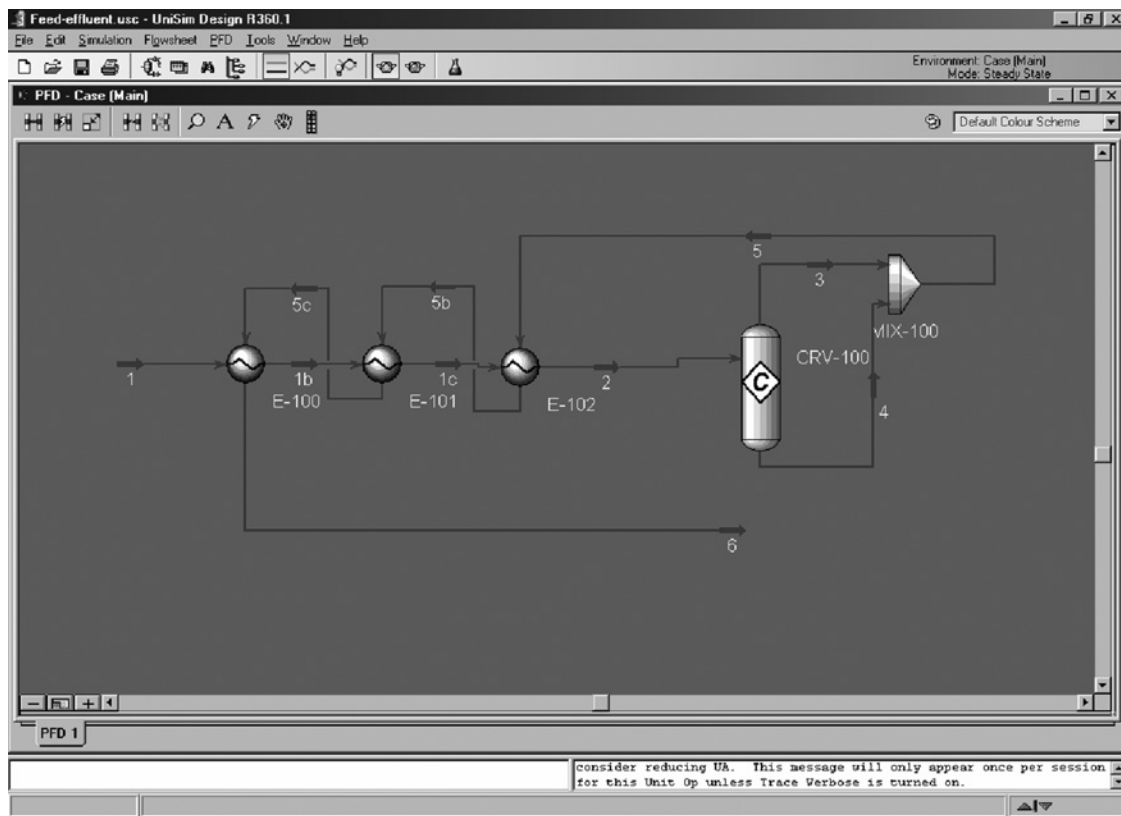 Feed-effluent.usc - UniSim Design R360.1
File Edit Simulation Flowsheet PFD Tools Window Help
Environment: Case (Main)
Mode: Steady State
PFD - Case (Main)
A
Default Colour Scheme
5
3
5c
5b
MIX-100
CRV-100
1
1b
1c
2
E-100
E-101
E-102
C
4
6
PFD 1
consider reducing UA. This message will only appear once per session
for this Unit Op unless Trace Verbose is turned on.